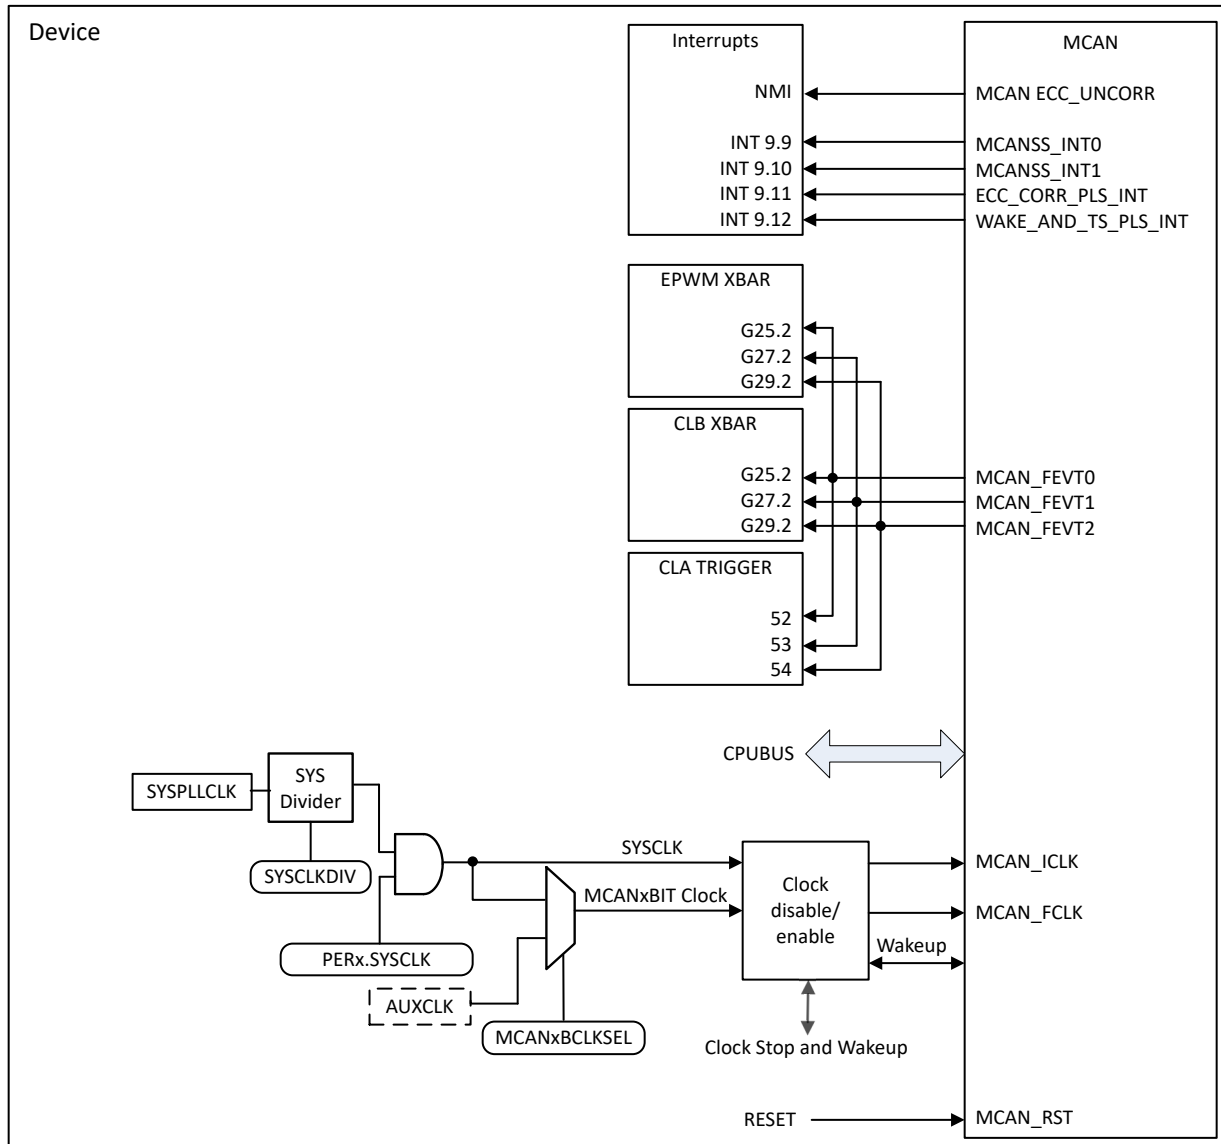 Device
Interrupts
MCAN
NMI
MCAN ECC_UNCORR
INT 9.9
MCANSS_INT0
INT 9.10
MCANSS_INT1
INT 9.11
ECC_CORR_PLS_INT
INT 9.12
WAKE_AND_TS_PLS_INT
EPWM XBAR
G25.2
G27.2
G29.2
CLB XBAR
G25.2
MCAN_FEVT0
G27.2
MCAN_FEVT1
G29.2
MCAN_FEVT2
CLA TRIGGER
52
53
54
CPUBUS
SYSPLLCLK
SYS
Divider
SYSCLKDIV
SYSCLK
MCAN_ICLK
MCANxBIT Clock
Clock
disable/
enable
MCAN_FCLK
Wakeup
PERx.SYSCLK
AUXCLK
MCANxBCLKSEL
Clock Stop and Wakeup
RESET
MCAN_RST